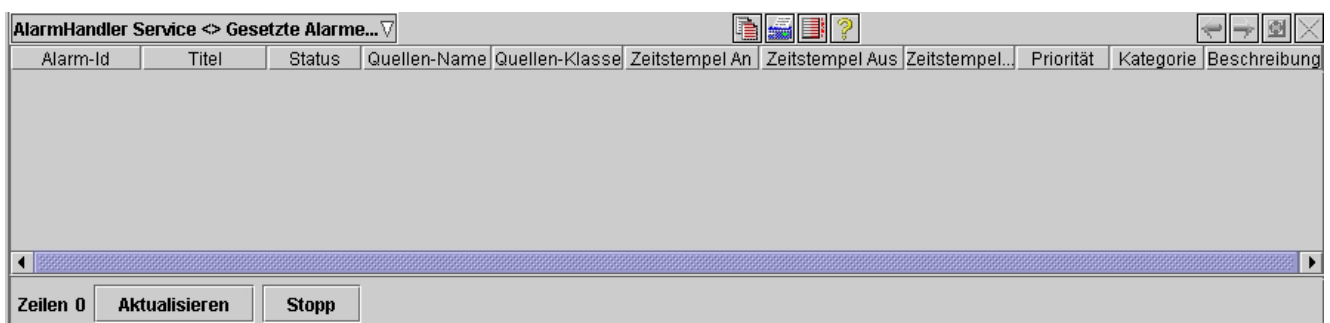 AlarmHandler Service <> Gesetzte Alarme...
Alarm-Id Titel Status Quellen-Name Quellen-Klasse Zeitstempel An Zeitstempel Aus Zeitstempel... Priorität Kategorie Beschreibung
Zeilen 0 Aktualisieren Stopp